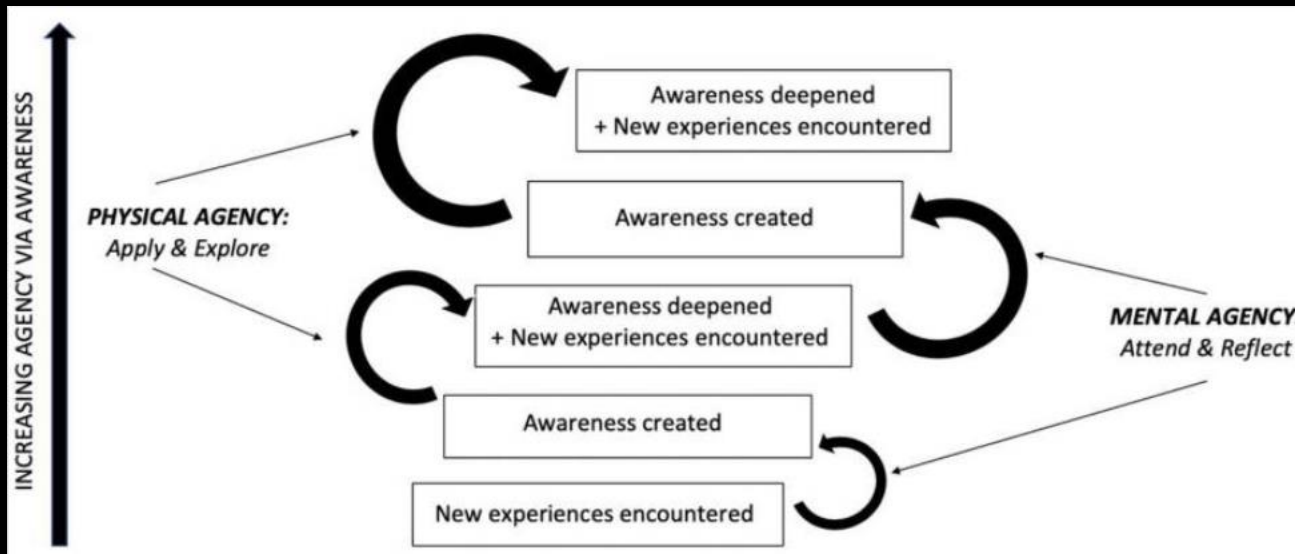 INCREASING AGENCY VIA AWARENESS
Awareness deepened
+ New experiences encountered
Awareness created
PHYSICAL AGENCY:
Apply & Explore
Awareness deepened
+ New experiences encountered
MENTAL AGENCY:
Attend & Reflect
Awareness created
New experiences encountered